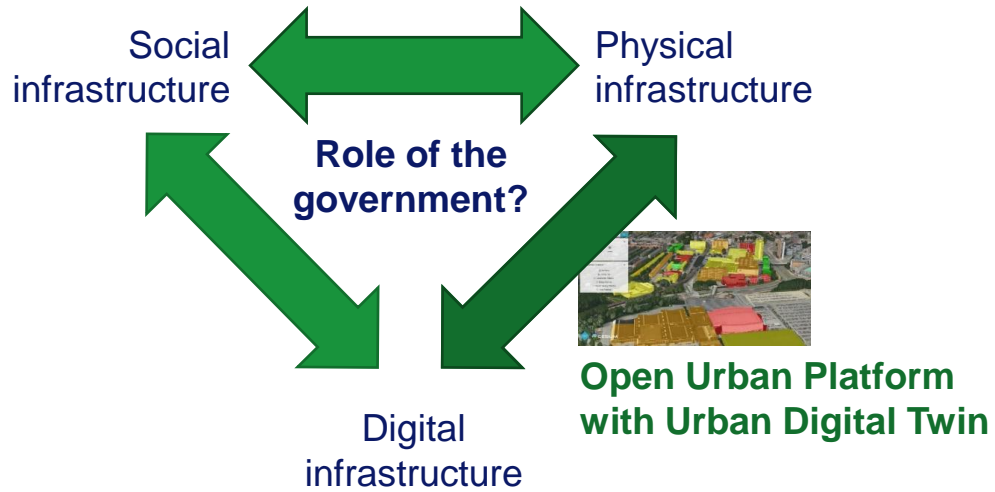 Social
infrastructure
Physical
infrastructure
Role of the
government?
Open Urban Platform
with Urban Digital Twin
Digital
infrastructure